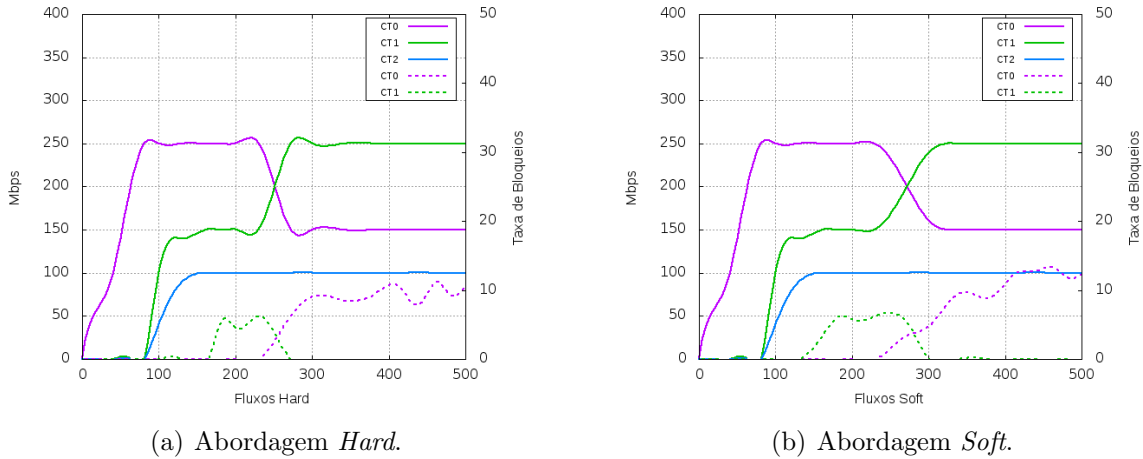 400
350
300
250
200
150
100
50
0
Mbps
50
40
30
20
10
0
Taxa de Bloqueios
CT0
CT1
CT2
CT0
CT1
0 100 200 300 400 500
Fluxos Hard
(a) Abordagem Hard.
400
350
300
250
200
150
100
50
0
Mbps
50
40
30
20
10
0
Taxa de Bloqueios
CT0
CT1
CT2
CT0
CT1
0 100 200 300 400 500
Fluxos Soft
(b) Abordagem Soft.